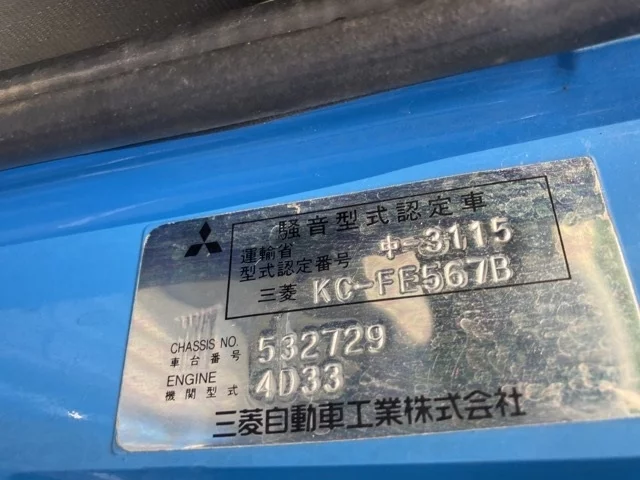 騒音型式認定車
運輸省
型式認定番号 中-3115
三菱 KC-FE567B
CHASSIS NO.
車台番号 532729
ENGINE
機関型式 4D33
三菱自動車工業株式会社